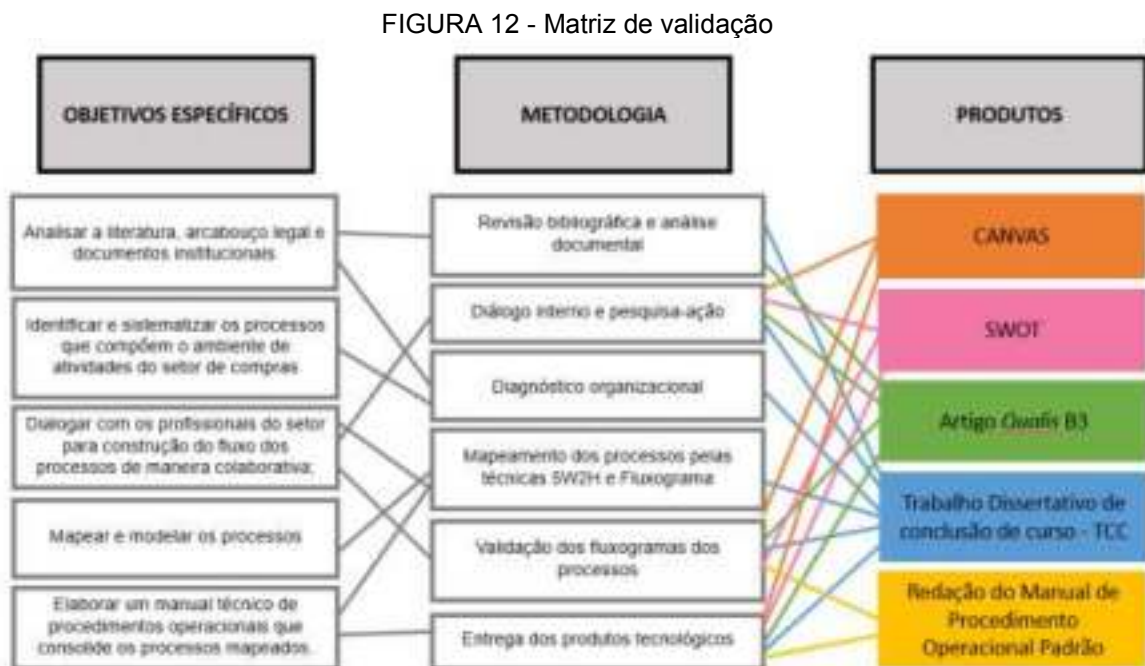 FIGURA 12 - Matriz de validação
OBJETIVOS ESPECÍFICOS
Analisar a literatura, arcabouço legal e
documentos institucionais
Identificar e sistematizar os processos
que compõem o ambiente de
atividades do setor de compras
Dialogar com os profissionais do setor
para construção do fluxo dos
processos de maneira colaborativa;
Mapear e modelar os processos
Elaborar um manual técnico de
procedimentos operacionais que
consolide os processos mapeados.
METODOLOGIA
Revisão bibliográfica e análise
documental
Diálogo interno e pesquisa-ação
Diagnóstico organizacional
Mapeamento dos processos pelas
técnicas 5W2H e Fluxograma
Validação dos fluxogramas dos
processos
Entrega dos produtos tecnológicos
PRODUTOS
CANVAS
SWOT
Artigo Qualis B3
Trabalho Dissertativo de
conclusão de curso - TCC
Redação do Manual de
Procedimento
Operacional Padrão